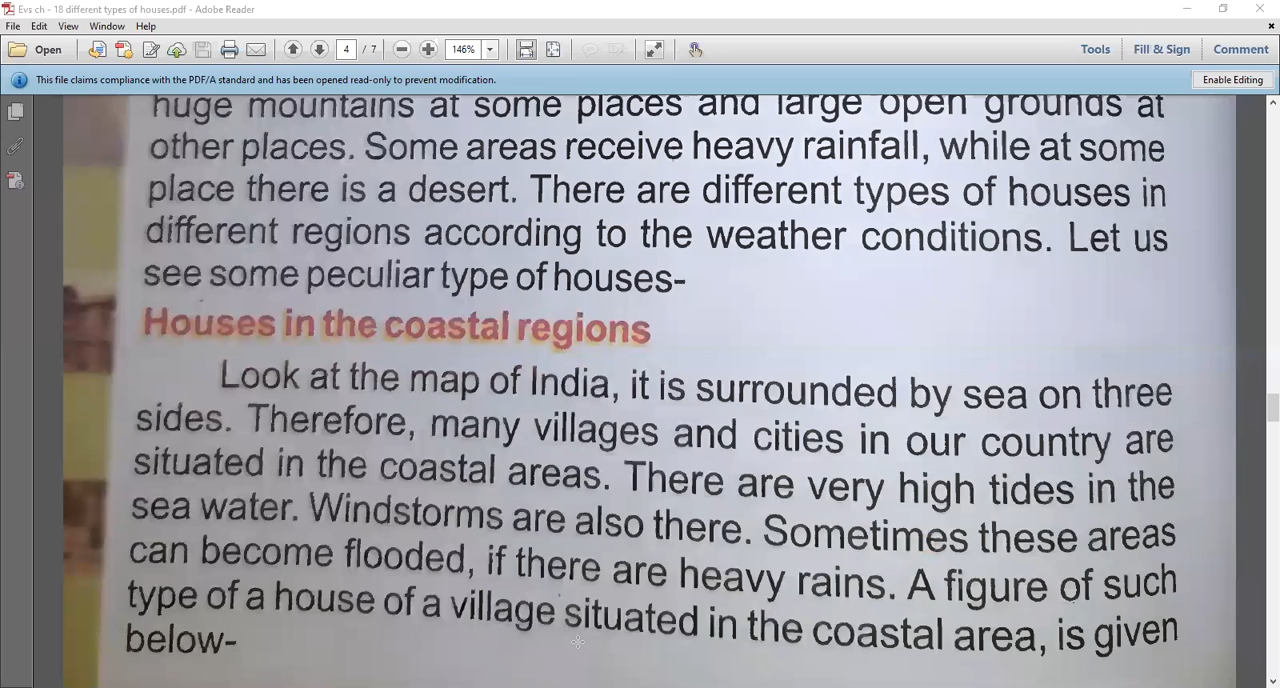 Evs ch - 18 different types of houses.pdf - Adobe Reader
File Edit View Window Help
Open 4 / 7 146% Tools Fill & Sign Comment
This file claims compliance with the PDF/A standard and has been opened read-only to prevent modification. Enable Editing
huge mountains at some places and large open grounds at
other places. Some areas receive heavy rainfall, while at some
place there is a desert. There are different types of houses in
different regions according to the weather conditions. Let us
see some peculiar type of houses-
Houses in the coastal regions
Look at the map of India, it is surrounded by sea on three
sides. Therefore, many villages and cities in our country are
situated in the coastal areas. There are very high tides in the
sea water. Windstorms are also there. Sometimes these areas
can become flooded, if there are heavy rains. A figure of such
type of a house of a village situated in the coastal area, is given
below-